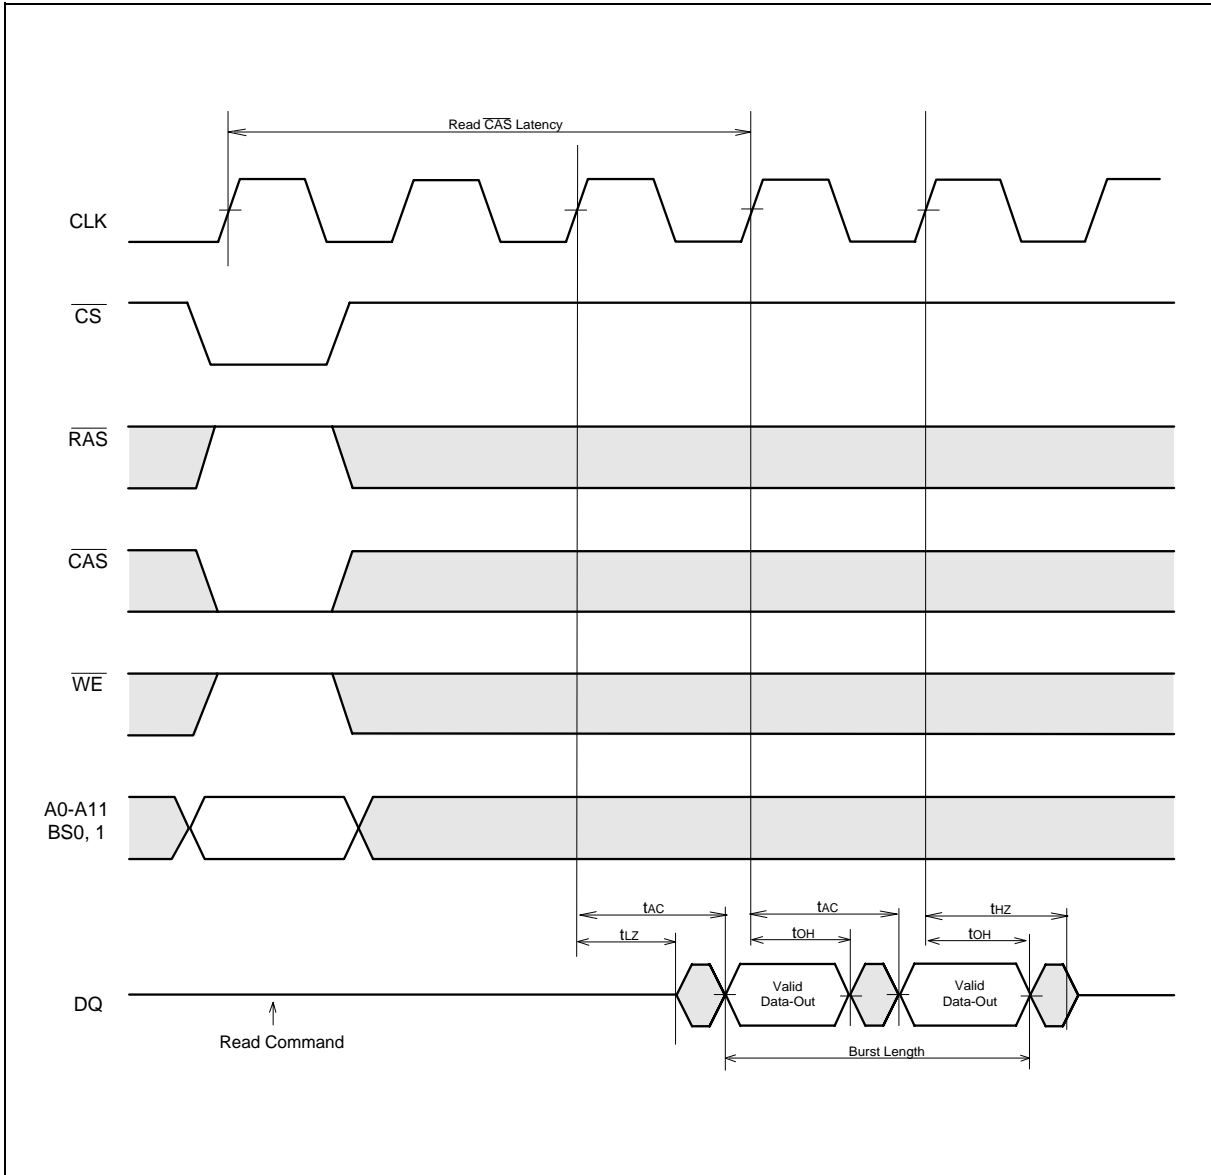 Read CAS Latency
CLK
CS
RAS
CAS
WE
A0-A11
BS0, 1
tAC
tAC
tHZ
tLZ
tOH
tOH
DQ
Valid
Data-Out
Valid
Data-Out
Read Command
Burst Length